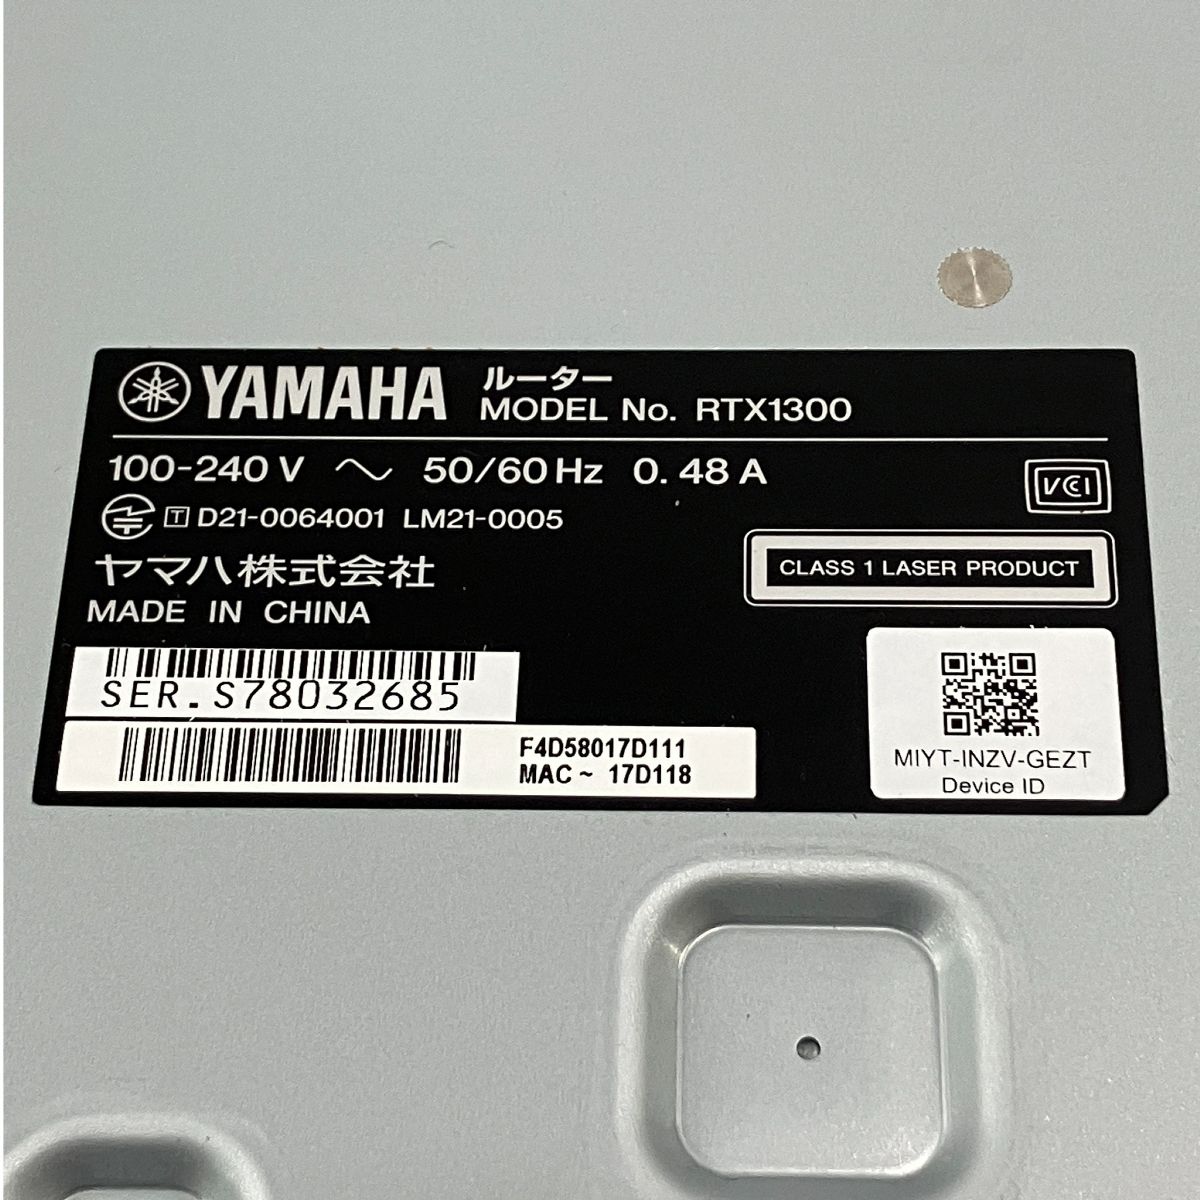 YAMAHA ルーター
MODEL No. RTX1300
100-240 V ～ 50/60 Hz 0.48 A
VCI
T D21-0064001 LM21-0005
CLASS 1 LASER PRODUCT
ヤマハ株式会社
MADE IN CHINA
SER.S78032685
F4D58017D111
MAC ~ 17D118
MIYT-INZV-GEZT
Device ID